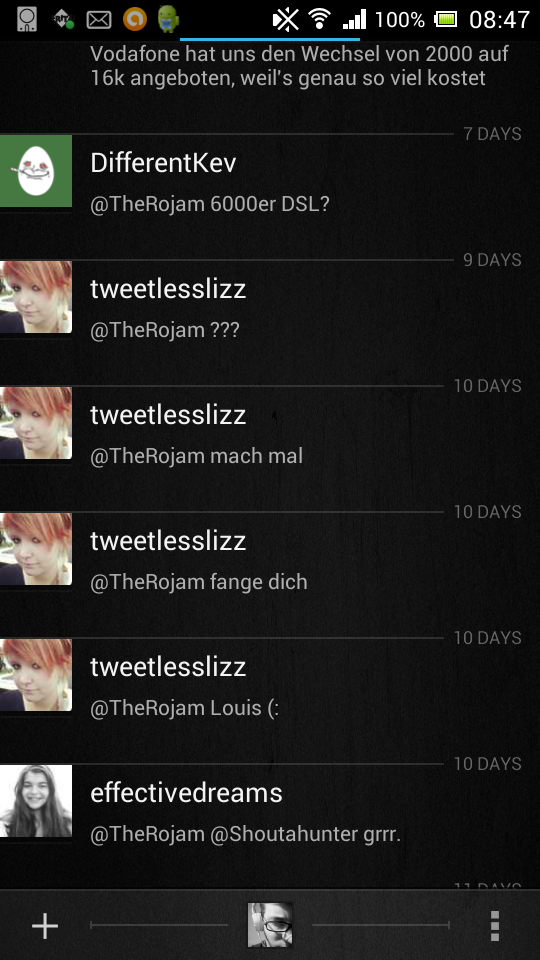 100% 08:47
Vodafone hat uns den Wechsel von 2000 auf
16k angeboten, weil's genau so viel kostet
7 DAYS
DifferentKev
@TheRojam 6000er DSL?
9 DAYS
tweetlesslizz
@TheRojam ???
10 DAYS
tweetlesslizz
@TheRojam mach mal
10 DAYS
tweetlesslizz
@TheRojam fange dich
10 DAYS
tweetlesslizz
@TheRojam Louis (:
10 DAYS
effectivedreams
@TheRojam @Shoutahunter grrr.
11 DAYS